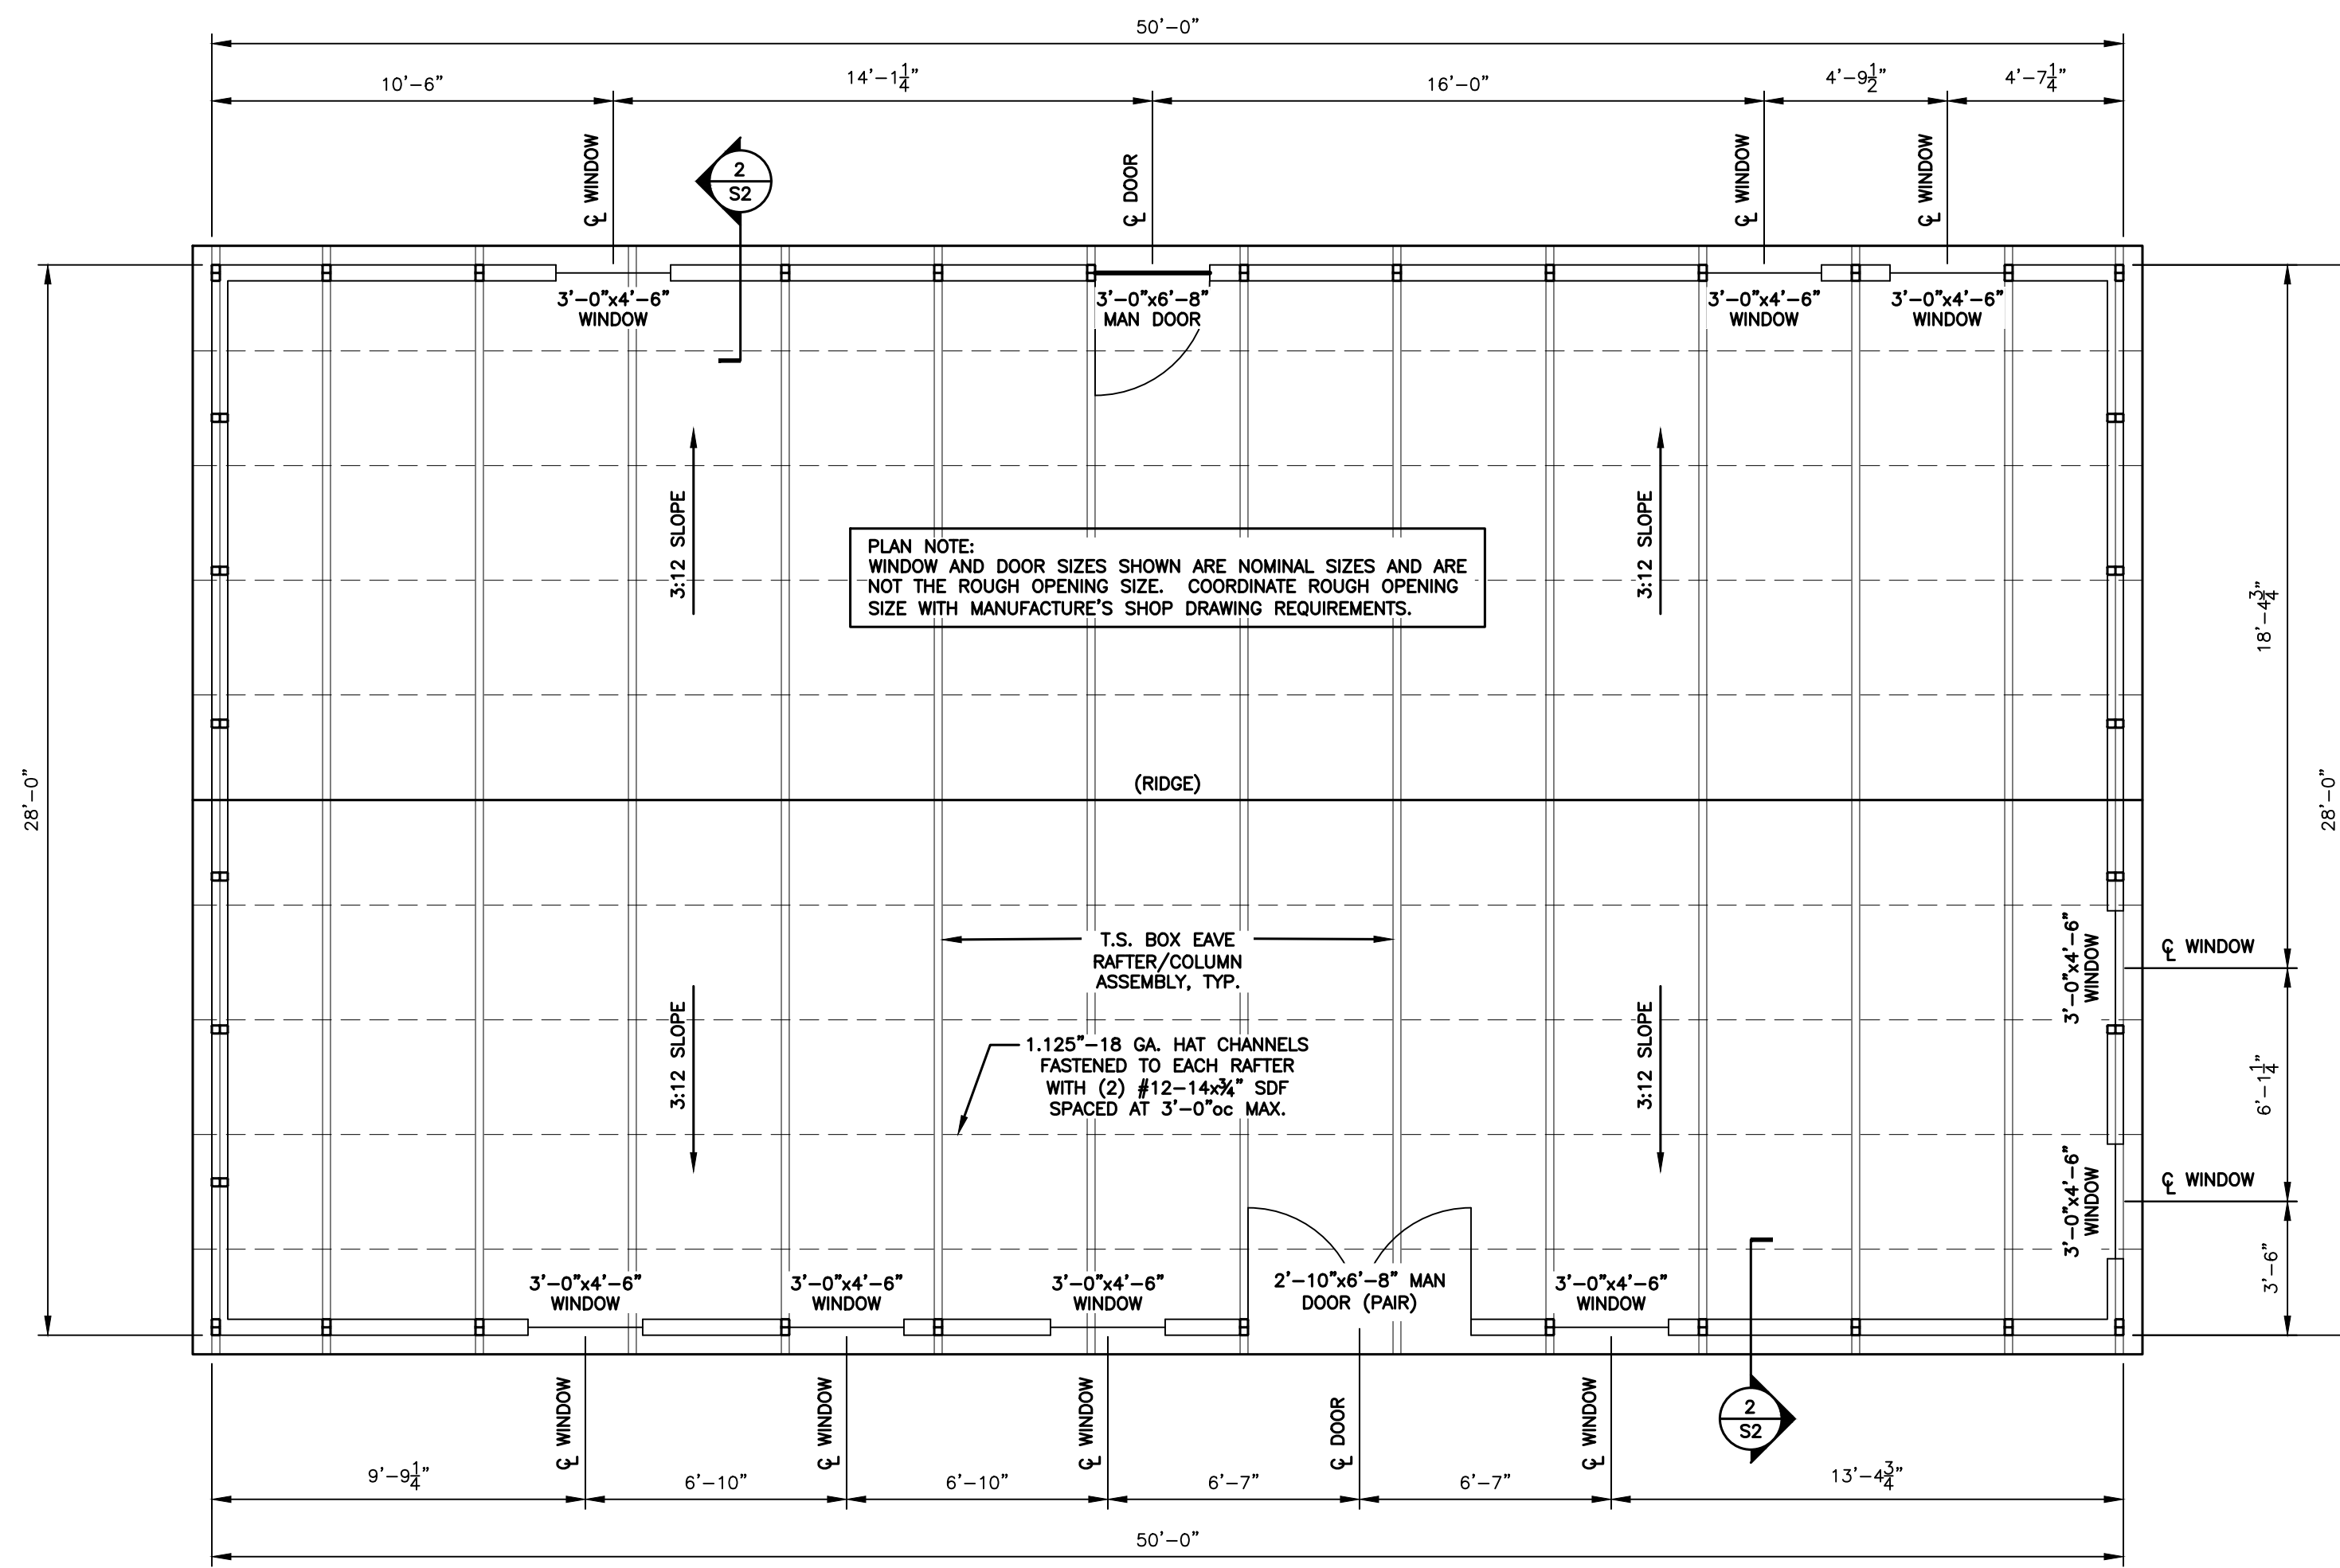 50'-0"
10'-6"
14'-1 1/4"
16'-0"
4'-9 1/2"
4'-7 1/4"
℄ WINDOW
2
S2
℄ DOOR
℄ WINDOW
℄ WINDOW
3'-0"x4'-6"
WINDOW
3'-0"x6'-8"
MAN DOOR
3'-0"x4'-6"
WINDOW
3'-0"x4'-6"
WINDOW
3:12 SLOPE
3:12 SLOPE
PLAN NOTE:
WINDOW AND DOOR SIZES SHOWN ARE NOMINAL SIZES AND ARE
NOT THE ROUGH OPENING SIZE. COORDINATE ROUGH OPENING
SIZE WITH MANUFACTURE'S SHOP DRAWING REQUIREMENTS.
18'-4 3/4"
28'-0"
(RIDGE)
28'-0"
T.S. BOX EAVE
RAFTER/COLUMN
ASSEMBLY, TYP.
3'-0"x4'-6"
WINDOW
℄ WINDOW
3:12 SLOPE
3:12 SLOPE
1.125"-18 GA. HAT CHANNELS
FASTENED TO EACH RAFTER
WITH (2) #12-14x3/4" SDF
SPACED AT 3'-0"oc MAX.
6'-1 1/4"
3'-0"x4'-6"
WINDOW
℄ WINDOW
3'-6"
3'-0"x4'-6"
WINDOW
3'-0"x4'-6"
WINDOW
3'-0"x4'-6"
WINDOW
2'-10"x6'-8" MAN
DOOR (PAIR)
3'-0"x4'-6"
WINDOW
℄ WINDOW
℄ WINDOW
℄ WINDOW
℄ DOOR
℄ WINDOW
2
S2
9'-9 1/4"
6'-10"
6'-10"
6'-7"
6'-7"
13'-4 3/4"
50'-0"